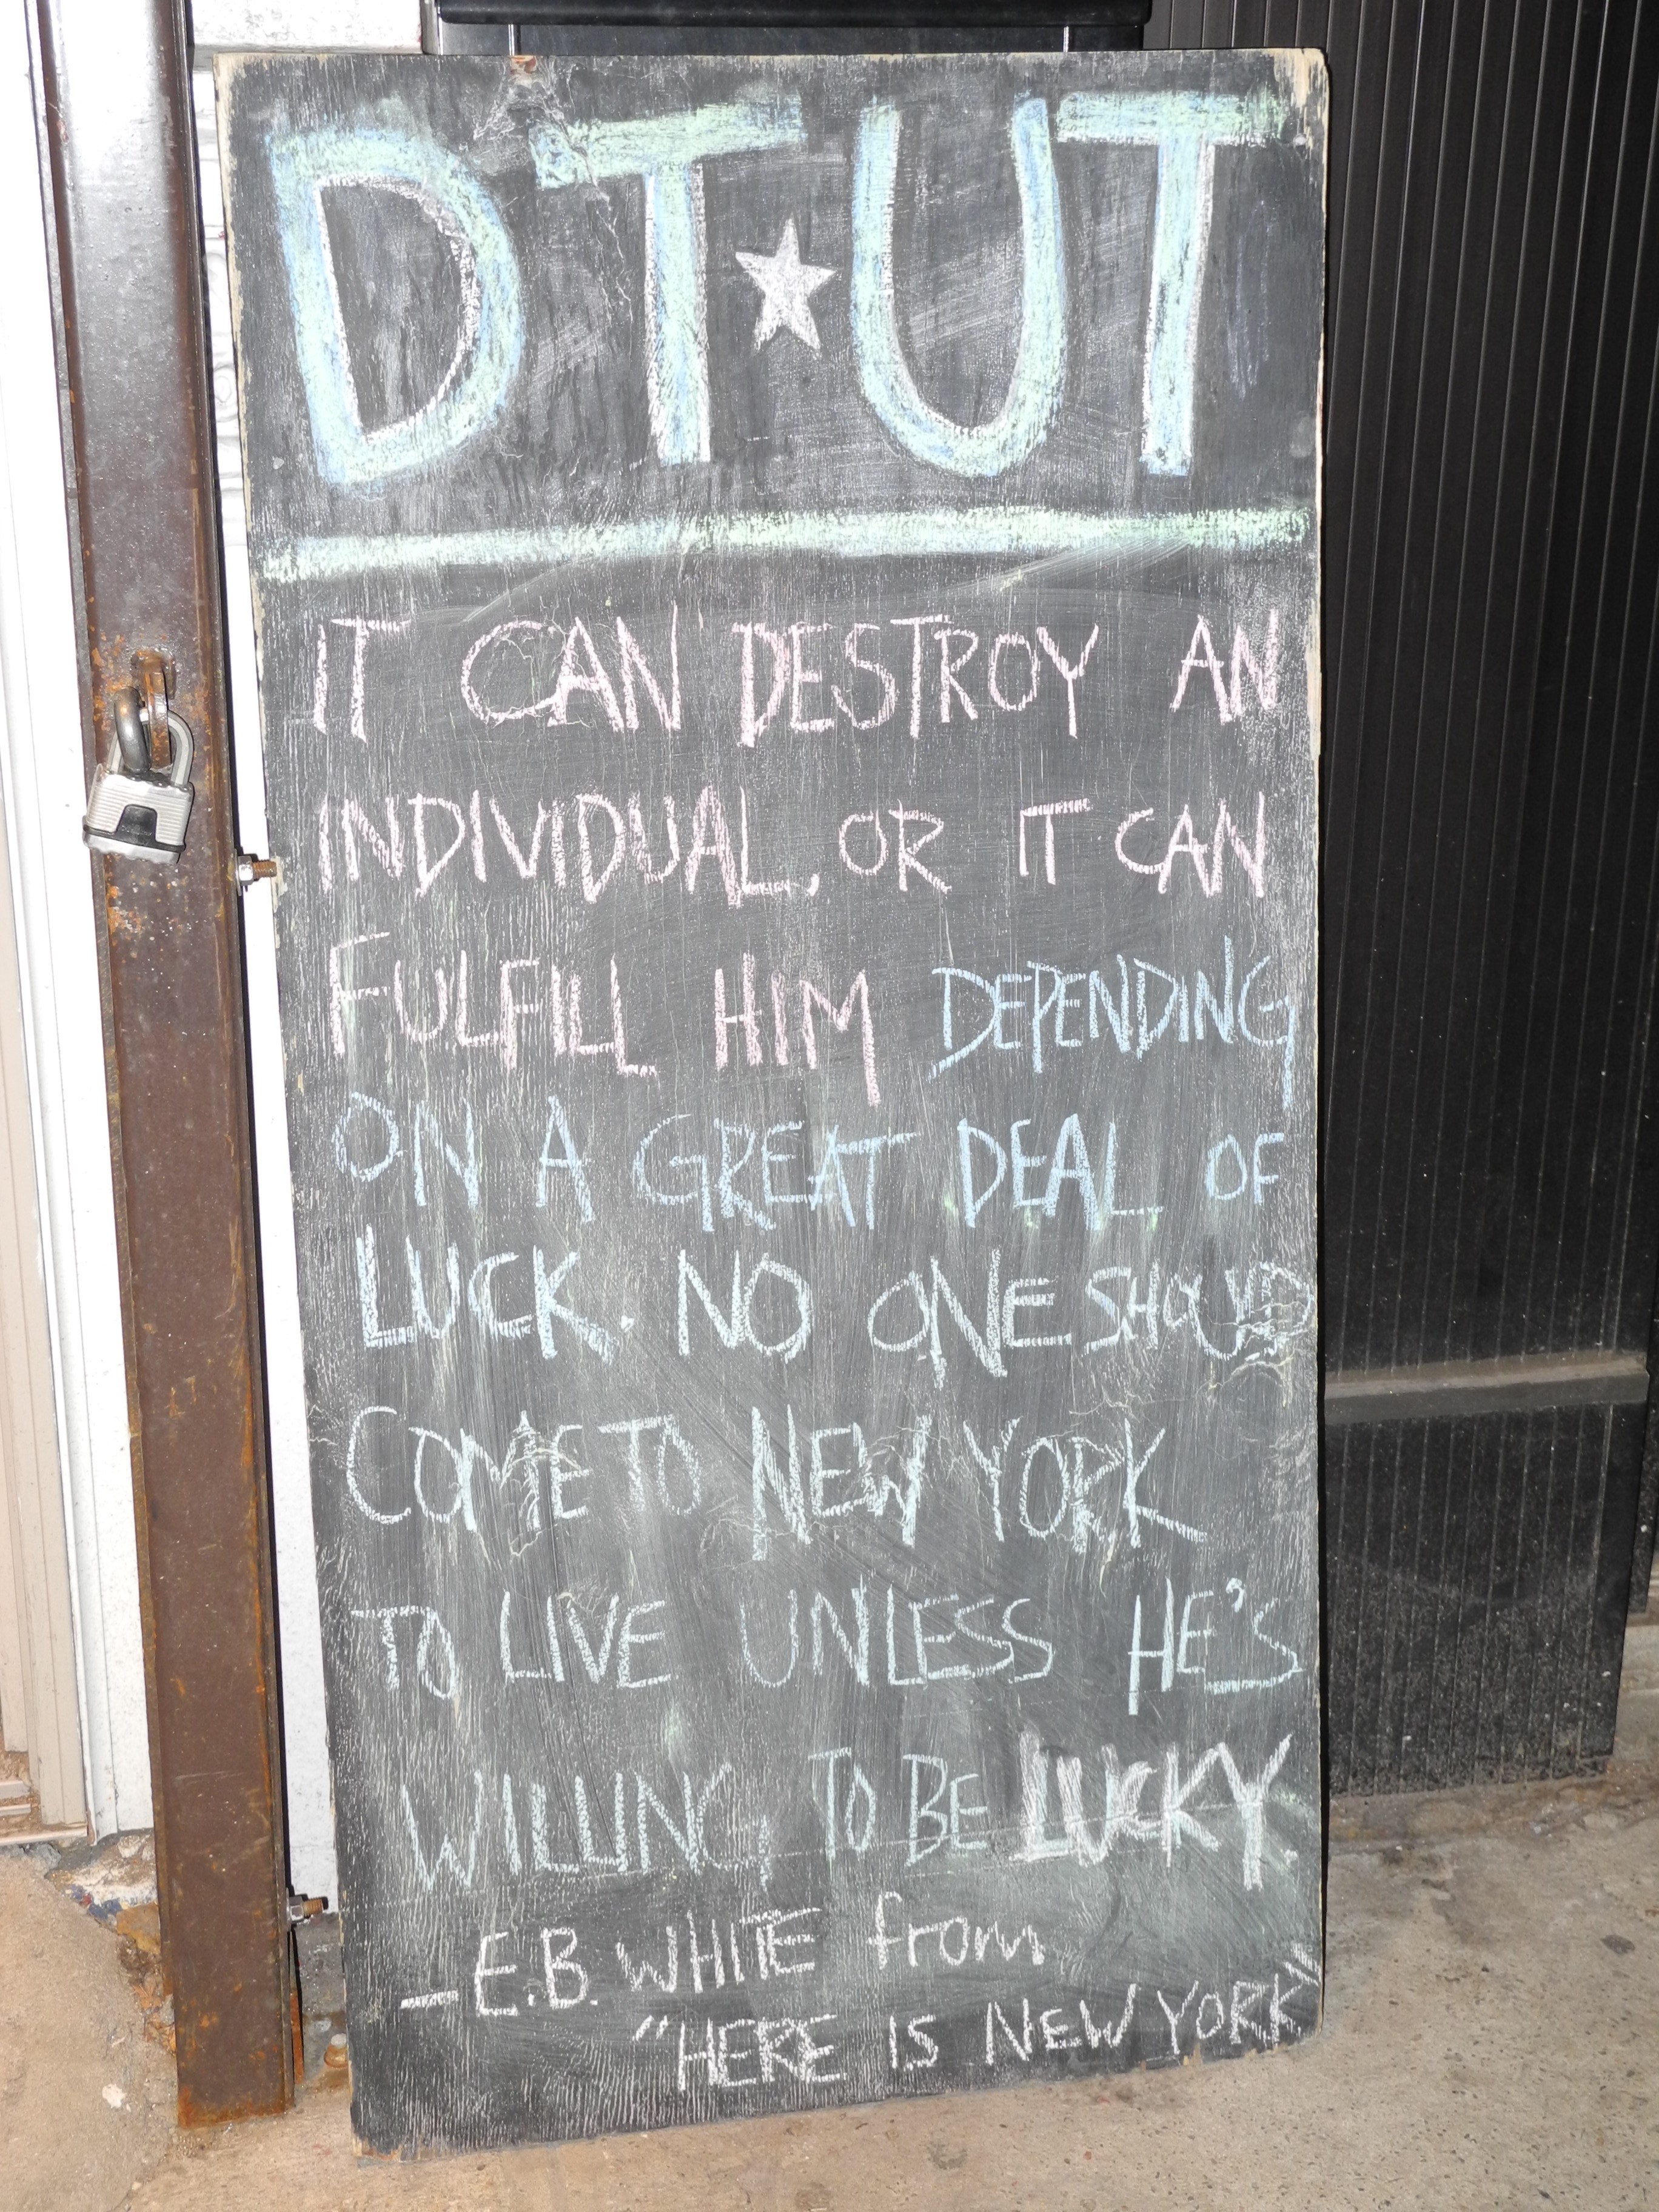 DT★UT
IT CAN DESTROY AN
INDIVIDUAL, OR IT CAN
FULFILL HIM DEPENDING
ON A GREAT DEAL OF
LUCK. NO ONE SHOULD
COME TO NEW YORK
TO LIVE UNLESS HE'S
WILLING TO BE LUCKY.
- E.B. WHITE from
"HERE IS NEW YORK"